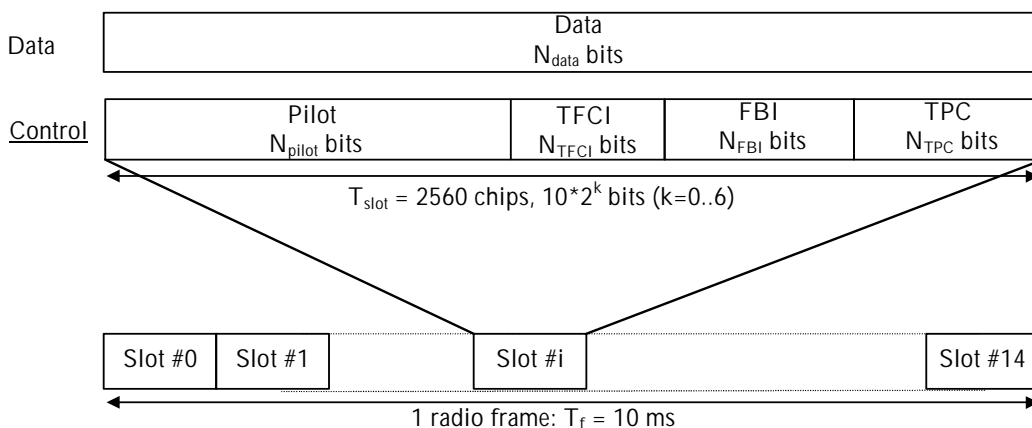 Data
Data
N_data bits
Control
Pilot
N_pilot bits
TFCI
N_TFCI bits
FBI
N_FBI bits
TPC
N_TPC bits
T_slot = 2560 chips, 10*2^k bits (k=0..6)
Slot #0
Slot #1
Slot #i
Slot #14
1 radio frame: T_f = 10 ms